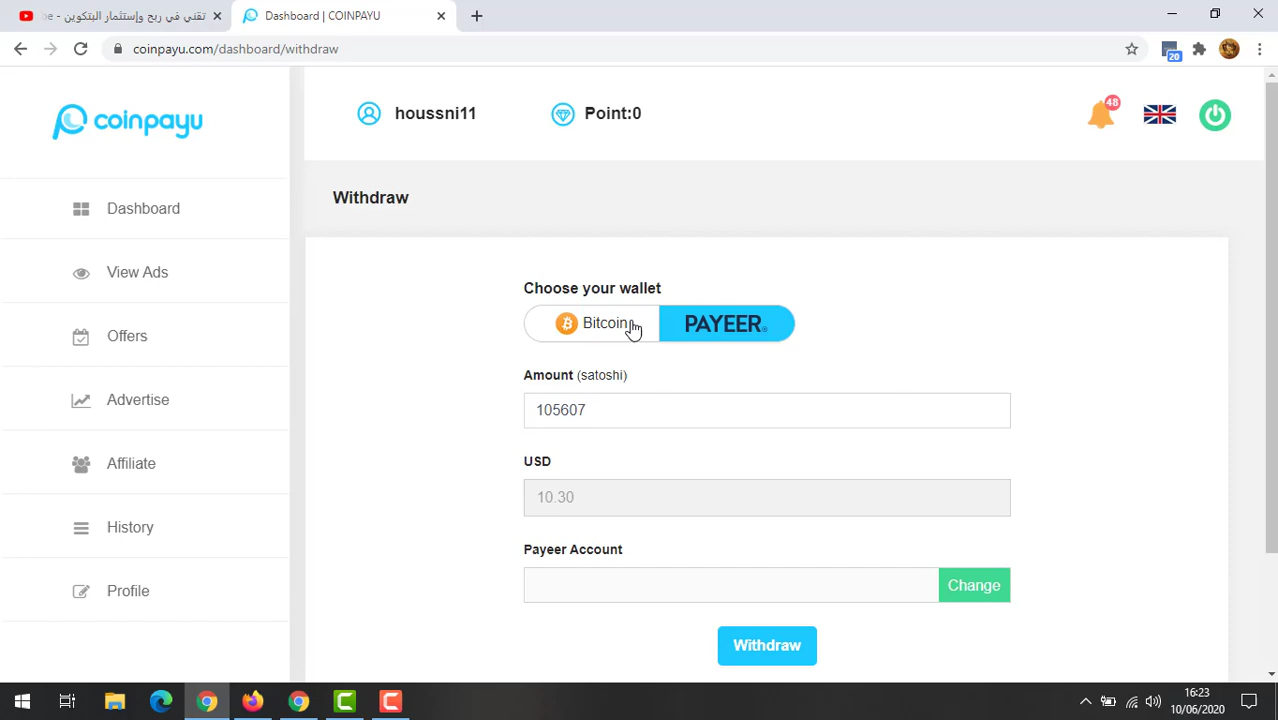 تقني في ربح وإستثمار البتكوين - be
Dashboard | COINPAYU
coinpayu.com/dashboard/withdraw
20
coinpayu
houssni11
Point:0
48
Withdraw
Dashboard
View Ads
Offers
Advertise
Affiliate
History
Profile
Choose your wallet
Bitcoin
PAYEER
Amount (satoshi)
105607
USD
10.30
Payeer Account
Change
Withdraw
16:23
10/06/2020